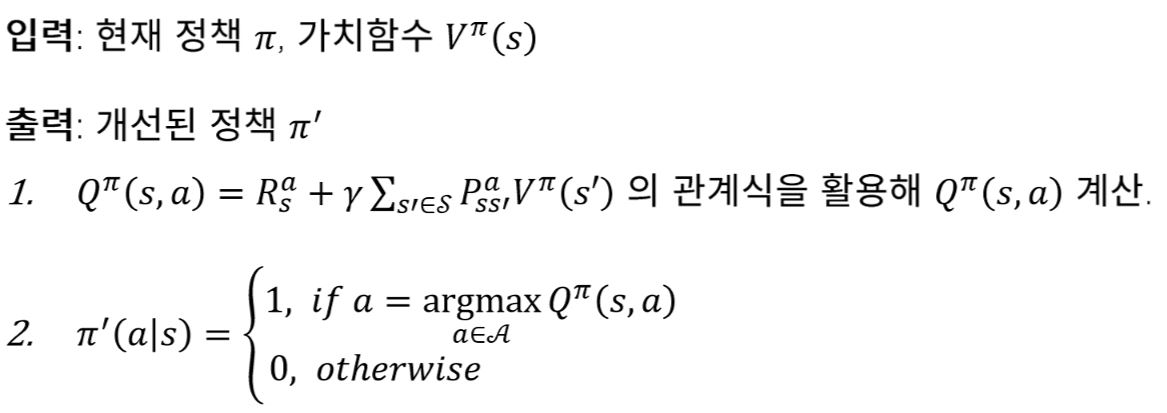 입력: 현재 정책 π, 가치함수 V^π(s)
출력: 개선된 정책 π′
1. Q^π(s, a) = R_s^a + γ ∑_{s′∈𝒮} P_{ss′}^a V^π(s′) 의 관계식을 활용해 Q^π(s, a) 계산.
2. π′(a|s) = { 1, if a = argmax_{a∈𝒜} Q^π(s, a)
0, otherwise